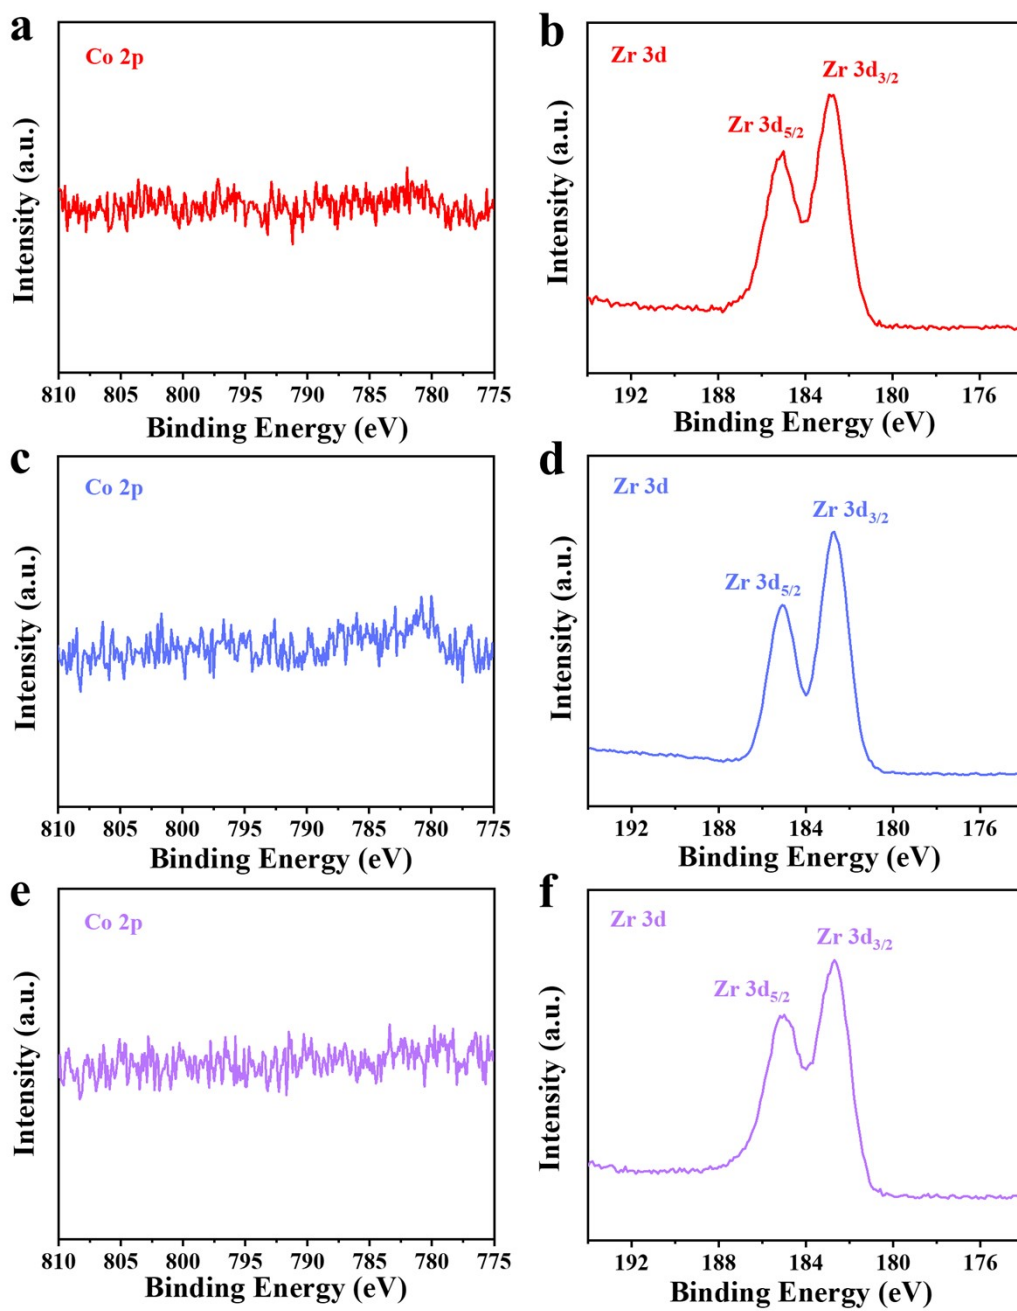 a
Co 2p
Intensity (a.u.)
810 805 800 795 790 785 780 775
Binding Energy (eV)
b
Zr 3d
Zr 3d3/2
Zr 3d5/2
Intensity (a.u.)
192 188 184 180 176
Binding Energy (eV)
c
Co 2p
Intensity (a.u.)
810 805 800 795 790 785 780 775
Binding Energy (eV)
d
Zr 3d
Zr 3d3/2
Zr 3d5/2
Intensity (a.u.)
192 188 184 180 176
Binding Energy (eV)
e
Co 2p
Intensity (a.u.)
810 805 800 795 790 785 780 775
Binding Energy (eV)
f
Zr 3d
Zr 3d3/2
Zr 3d5/2
Intensity (a.u.)
192 188 184 180 176
Binding Energy (eV)